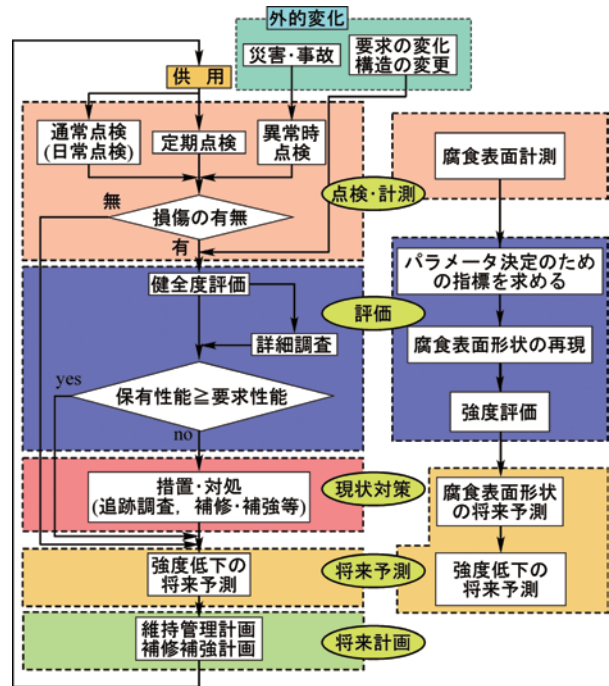 外的変化
災害・事故
要求の変化
構造の変更
供 用
通常点検
(日常点検)
定期点検
異常時
点検
点検・計測
無
損傷の有無
有
健全度評価
評価
詳細調査
yes
保有性能≧要求性能
no
措置・対処
(追跡調査，補修・補強等)
現状対策
強度低下の
将来予測
将来予測
維持管理計画
補修補強計画
将来計画
腐食表面計測
パラメータ決定のため
の指標を求める
腐食表面形状の再現
強度評価
腐食表面形状
の将来予測
強度低下の
将来予測